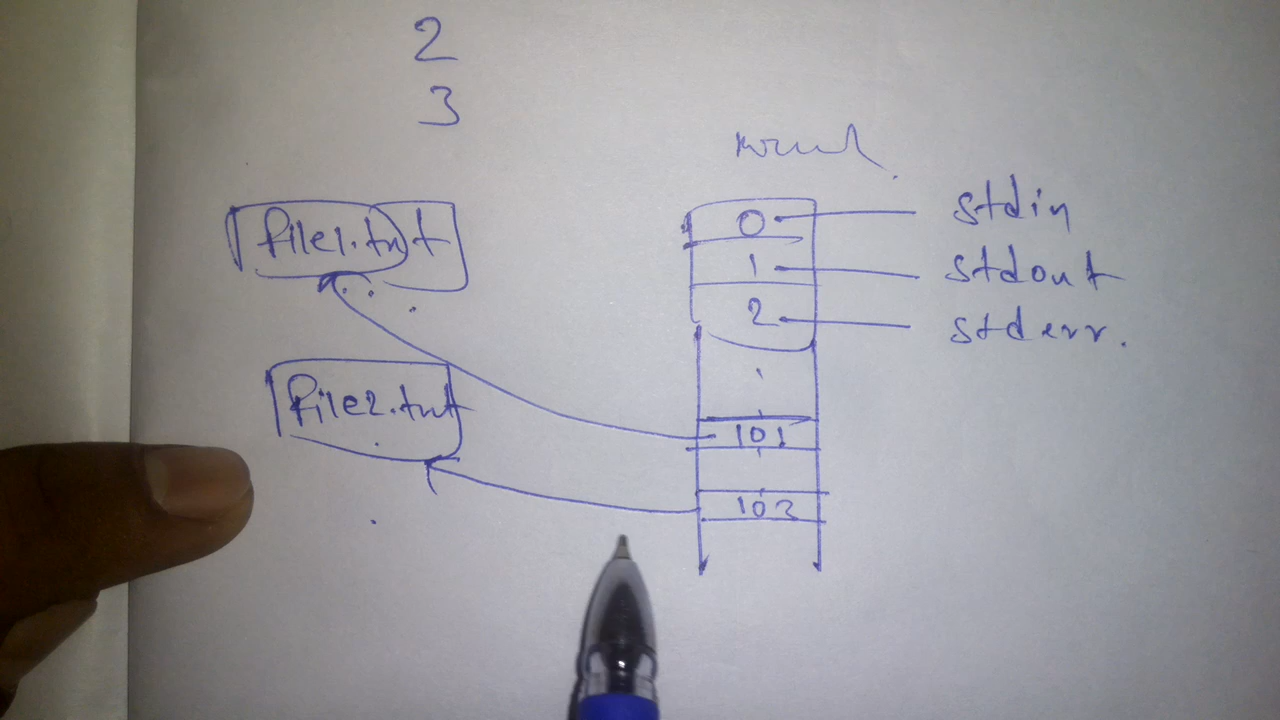 2
3
file1.txt
0 stdin
1 stdout
2 stderr.
file2.txt
101
102